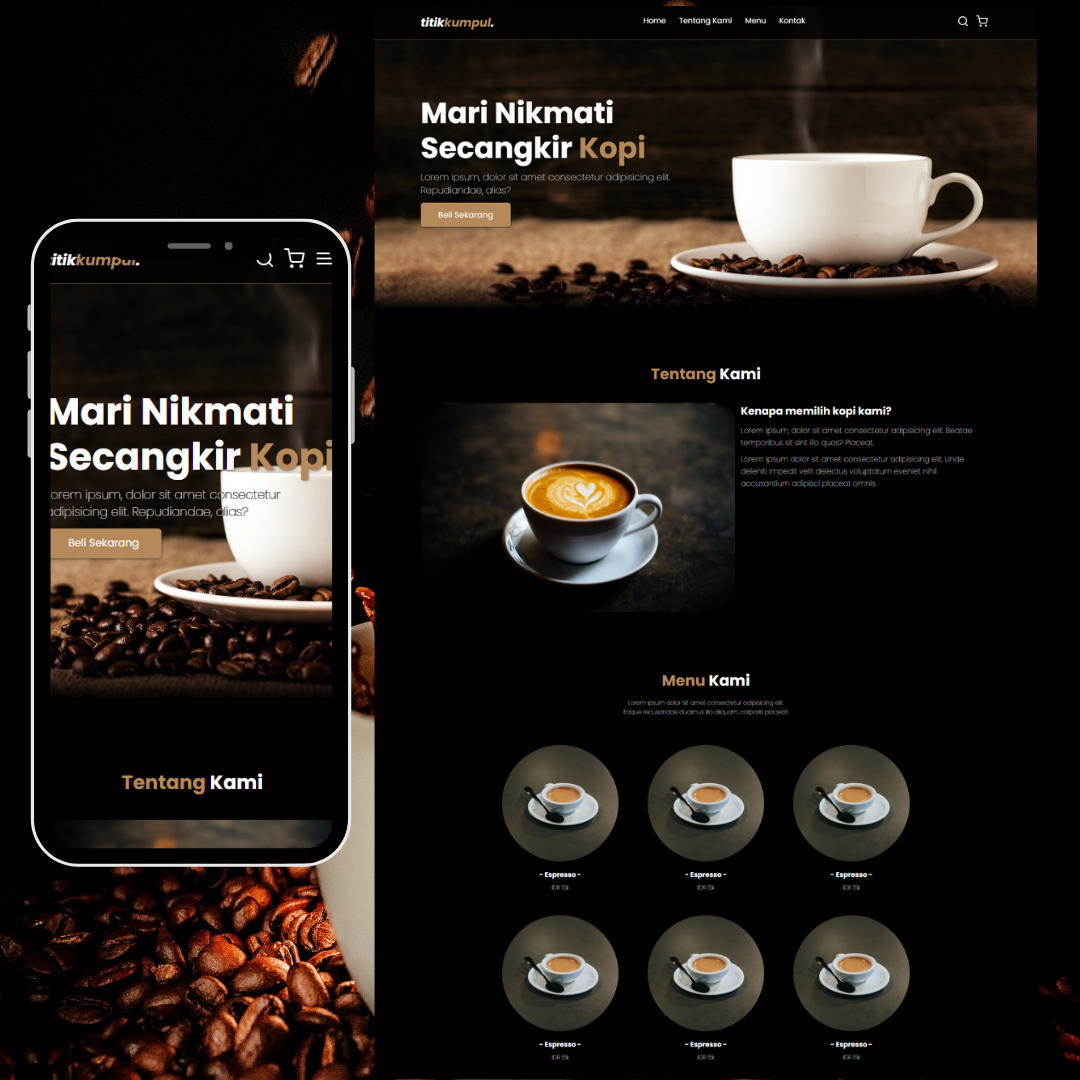 titikkumpul.
Home Tentang Kami Menu Kontak
Mari Nikmati
Secangkir Kopi
Lorem ipsum, dolor sit amet consectetur adipisicing elit.
Repudiandae, alias?
Beli Sekarang
Tentang Kami
Kenapa memilih kopi kami?
Lorem ipsum, dolor sit amet consectetur adipisicing elit. Beatae
temporibus sit sint illo quos? Placeat.
Lorem ipsum dolor sit amet consectetur adipisicing elit. Unde
deleniti impedit velit delectus voluptatum eveniet nihil
accusantium adipisci placeat omnis.
Menu Kami
Lorem ipsum dolor sit amet consectetur adipisicing elit.
Eaque recusandae ducimus illo aliquam, corporis placeat!
- Espresso - - Espresso - - Espresso -
IDR 15k IDR 15k IDR 15k
- Espresso - - Espresso - - Espresso -
IDR 15k IDR 15k IDR 15k
titikkumpul.
Mari Nikmati
Secangkir Kopi
orem ipsum, dolor sit amet consectetur
adipisicing elit. Repudiandae, alias?
Beli Sekarang
Tentang Kami